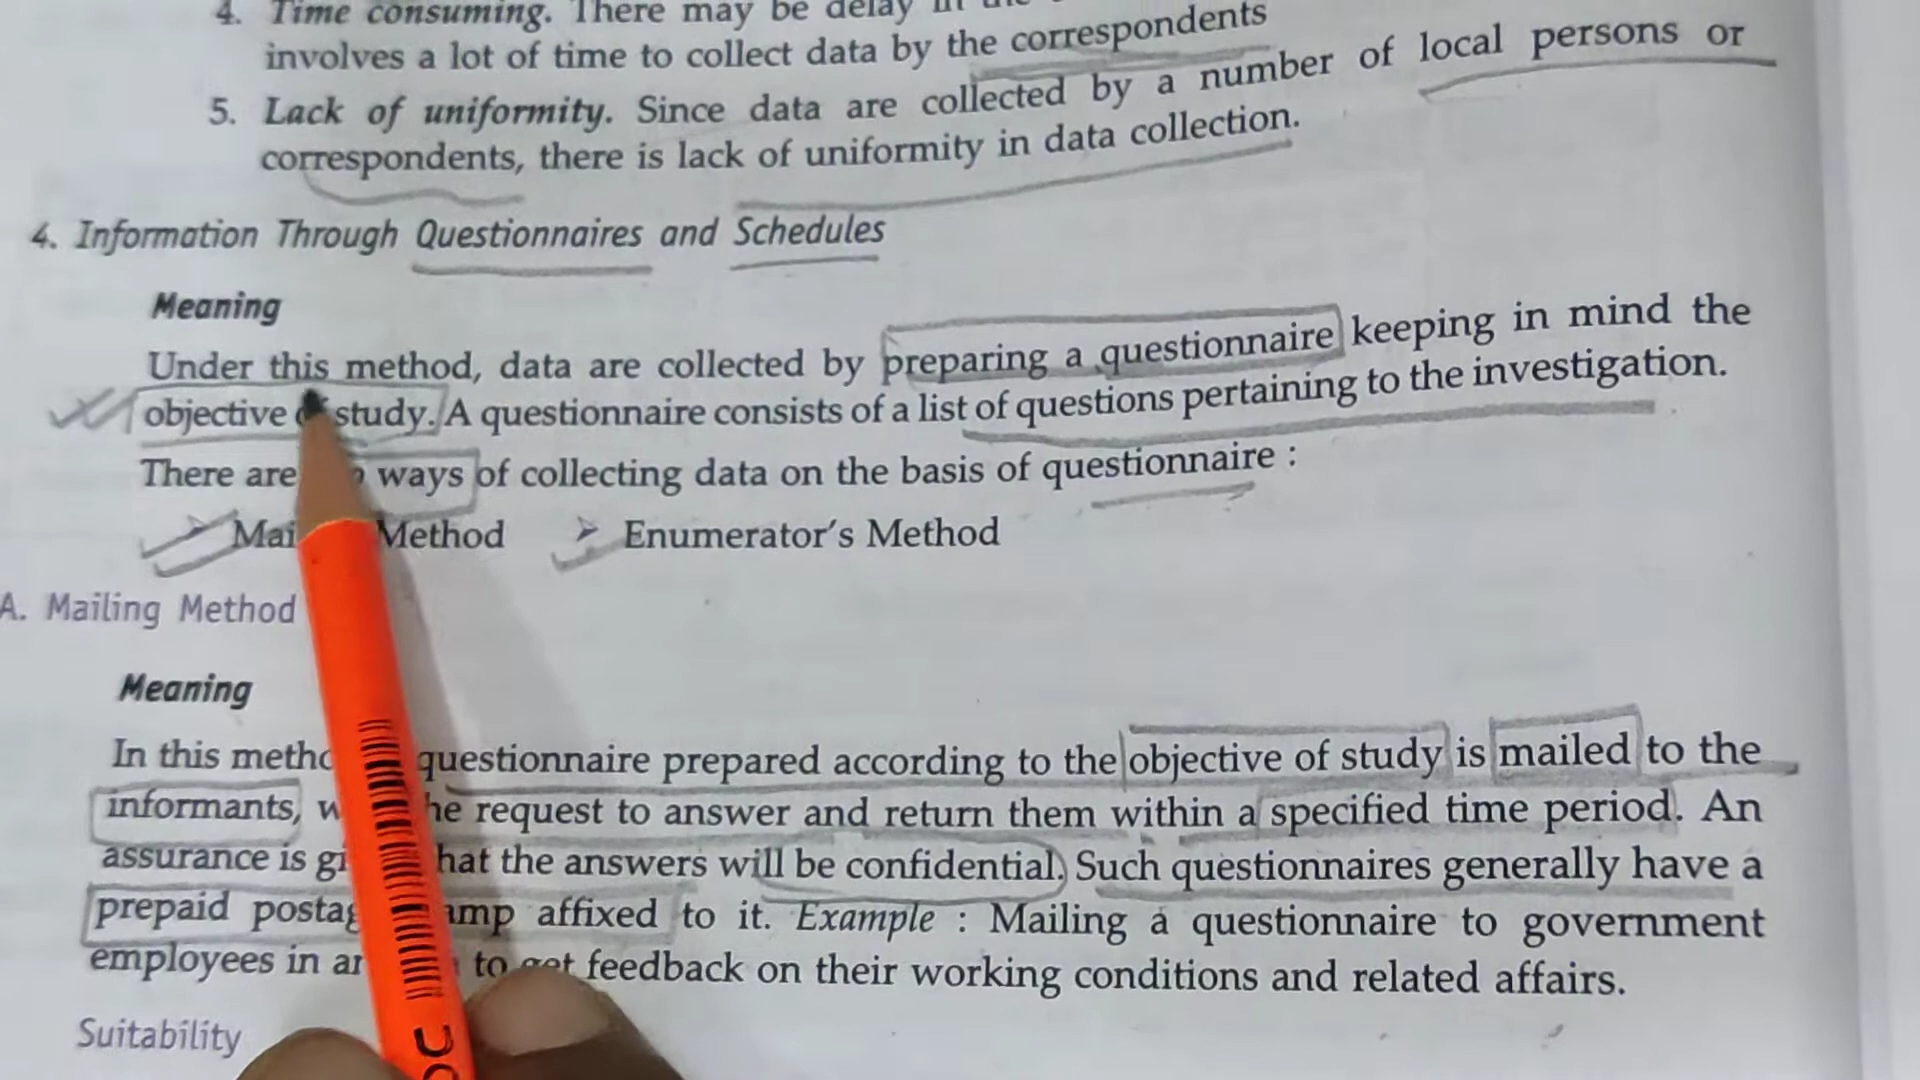 4. Time consuming. There may be delay in the
involves a lot of time to collect data by the correspondents
5. Lack of uniformity. Since data are collected by a number of local persons or
correspondents, there is lack of uniformity in data collection.
4. Information Through Questionnaires and Schedules
Meaning
Under this method, data are collected by preparing a questionnaire keeping in mind the
objective study. A questionnaire consists of a list of questions pertaining to the investigation.
There are ways of collecting data on the basis of questionnaire :
Method Enumerator's Method
A. Mailing Method
Meaning
In this questionnaire prepared according to the objective of study is mailed to the
informants, request to answer and return them within a specified time period. An
assurance is the answers will be confidential. Such questionnaires generally have a
prepaid affixed to it. Example : Mailing a questionnaire to government
employees in to get feedback on their working conditions and related affairs.
Suitability